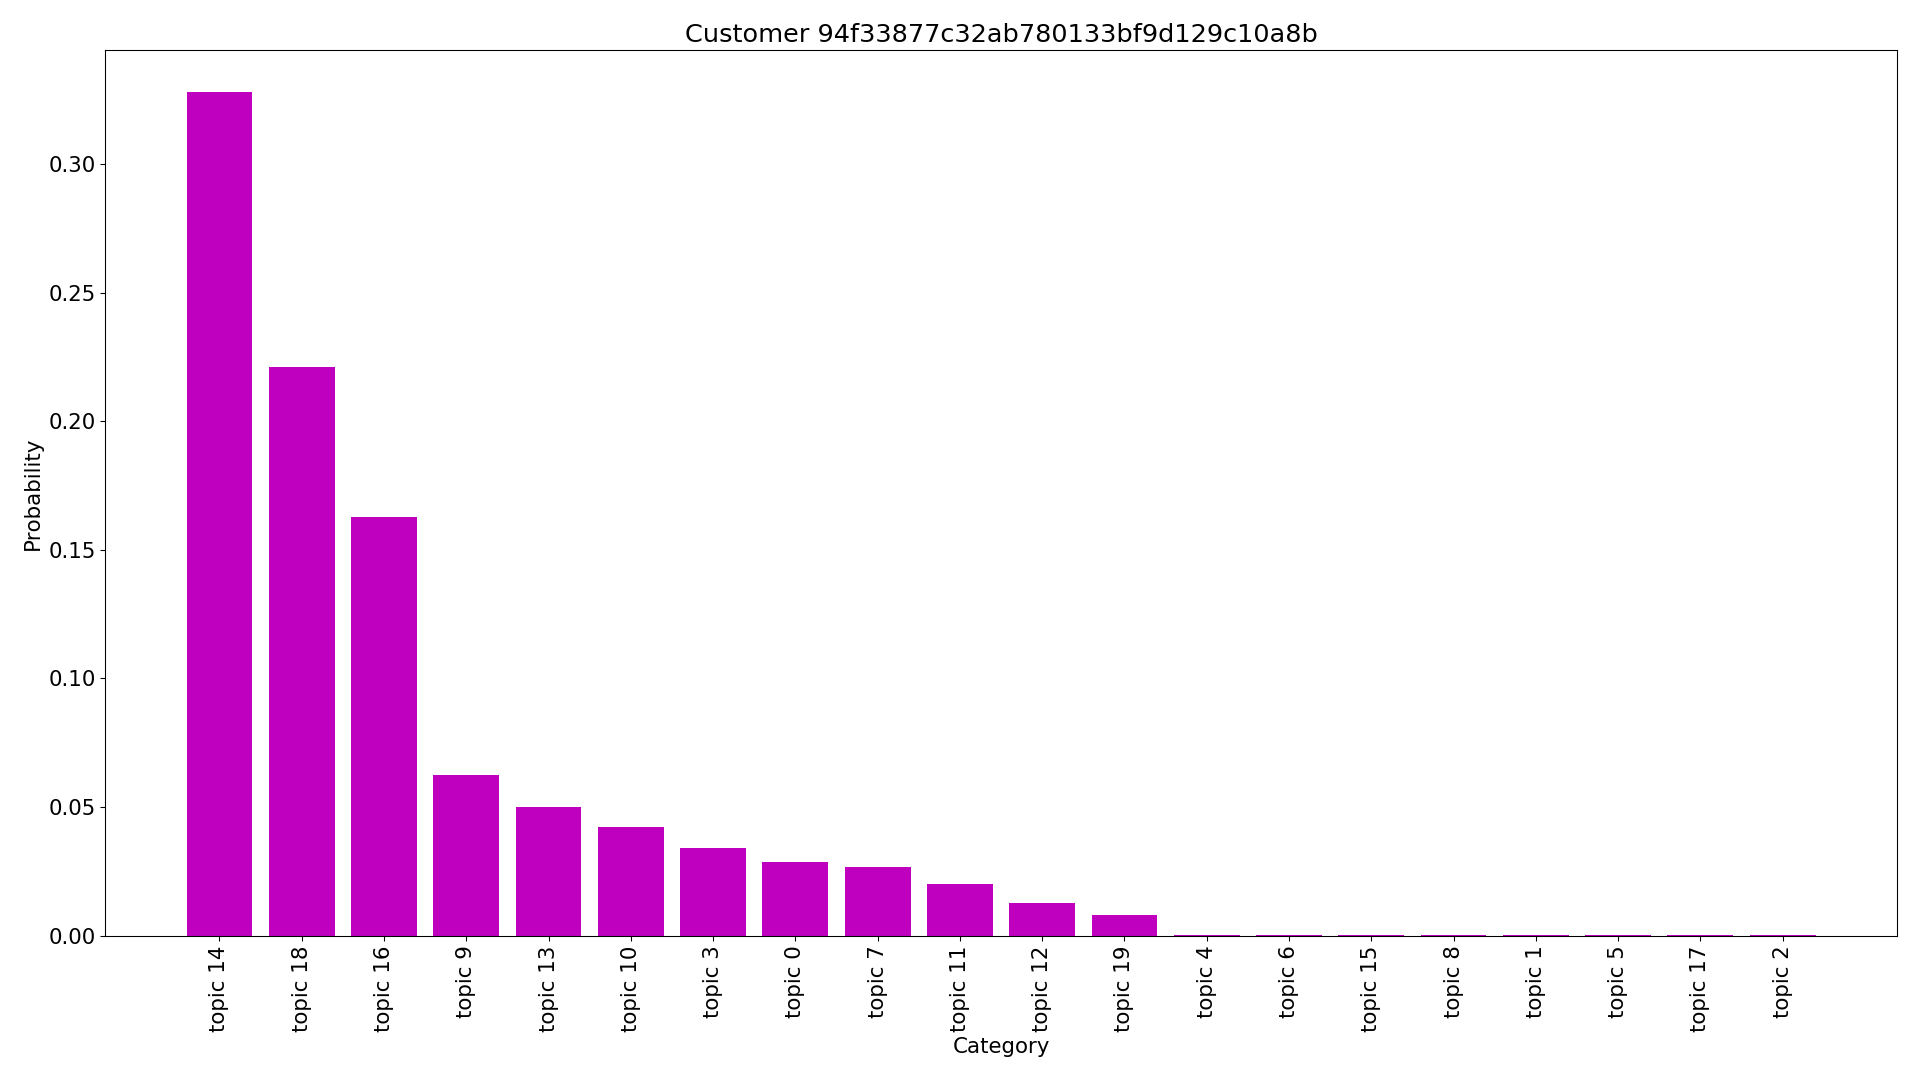 Customer 94f33877c32ab780133bf9d129c10a8b
Probability
0.30
0.25
0.20
0.15
0.10
0.05
0.00
topic 14
topic 18
topic 16
topic 9
topic 13
topic 10
topic 3
topic 0
topic 7
topic 11
topic 12
topic 19
topic 4
topic 6
topic 15
topic 8
topic 1
topic 5
topic 17
topic 2
Category